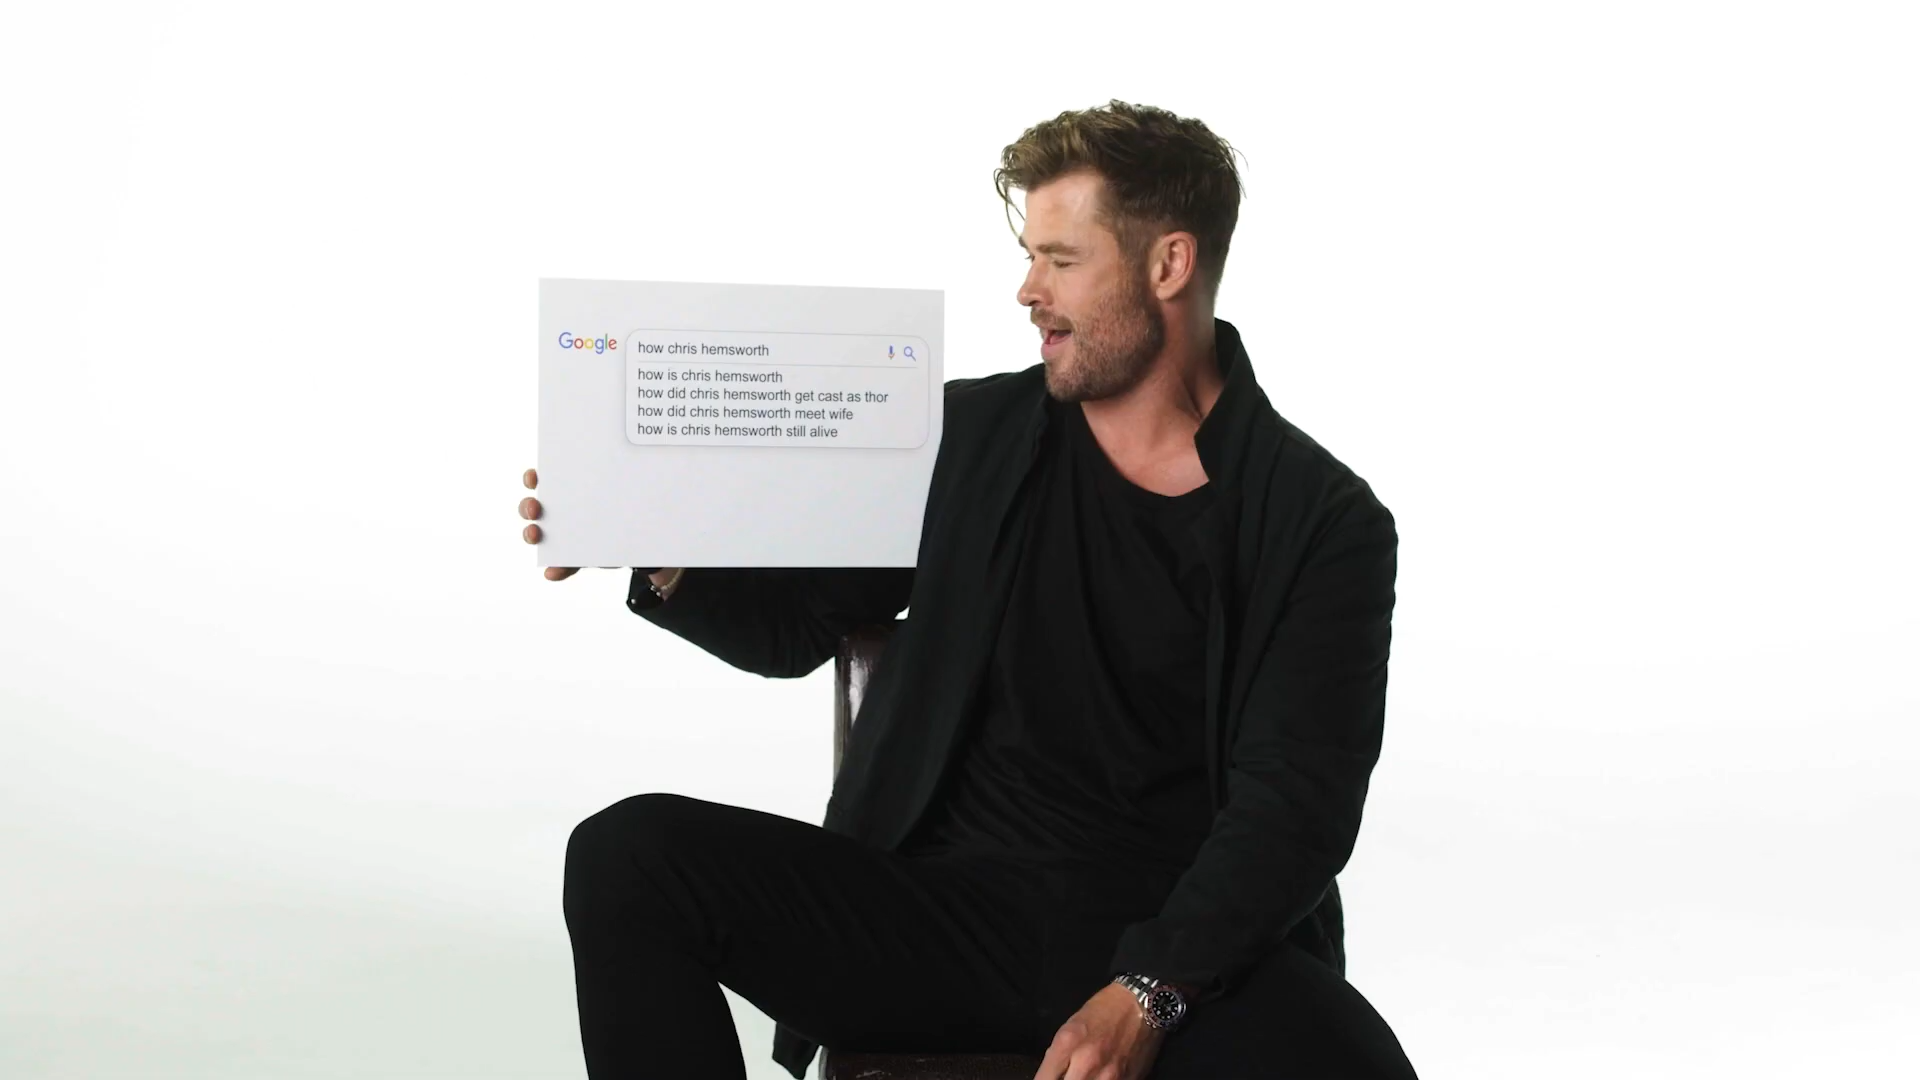 Google
how chris hemsworth
how is chris hemsworth
how did chris hemsworth get cast as thor
how did chris hemsworth meet wife
how is chris hemsworth still alive